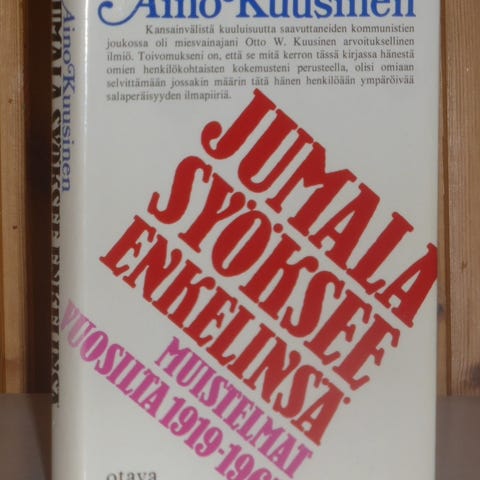 Aino Kuusinen
Kansainvälistä kuuluisuutta saavuttaneiden kommunistien
joukossa oli miesvainajani Otto W. Kuusinen arvoituksellinen
ilmiö. Toivomukseni on, että se mitä kerron tässä kirjassa hänestä
omien henkilökohtaisten kokemusteni perusteella, olisi omiaan
selvittämään jossakin määrin tätä hänen henkilöään ympäröivää
salaperäisyyden ilmapiiriä.
JUMALA
SYÖKSEE
ENKELINSÄ
MUISTELMAT
VUOSILTA 1919-196
otava
Aino Kuusinen
JUMALA SYÖKSEE ENKELINSÄ